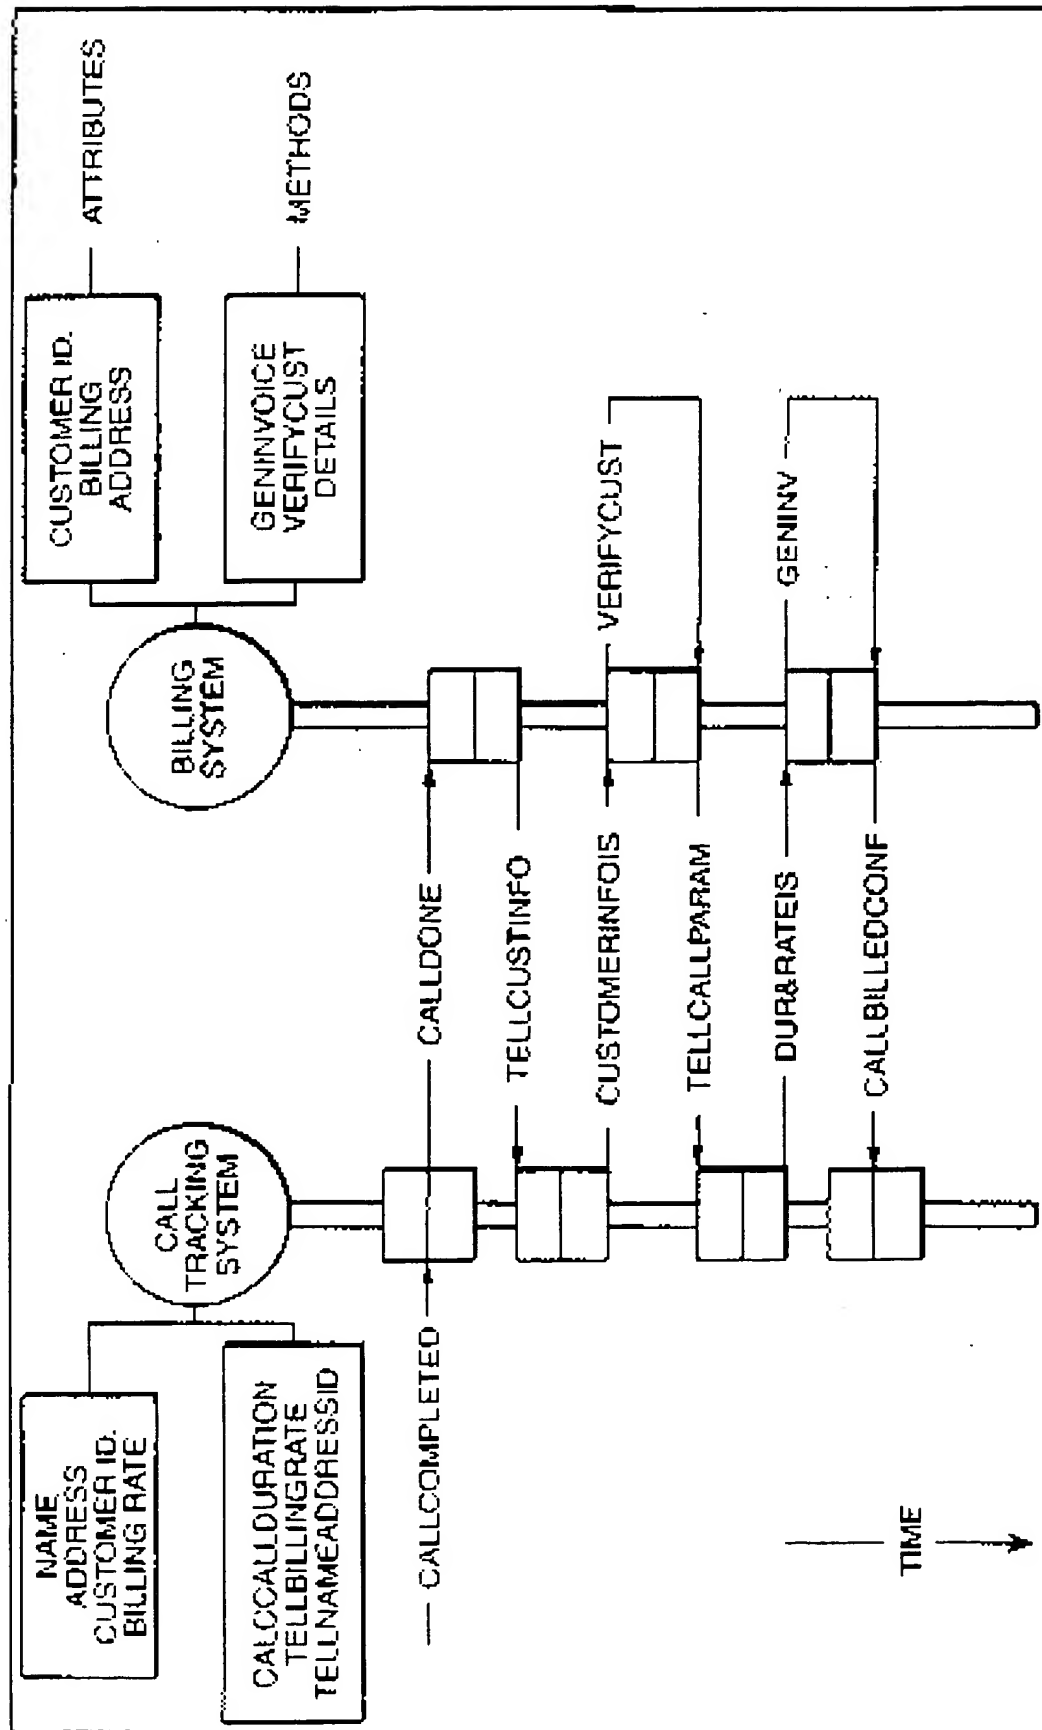 NAME
ADDRESS
CUSTOMER ID.
BILLING RATE
CALCCALLDURATION
TELLBILLINGRATE
TELLNAMEADDRESSID
CALL
TRACKING
SYSTEM
BILLING
SYSTEM
CUSTOMER ID.
BILLING
ADDRESS
ATTRIBUTES
GENINVOICE
VERIFYCUST
DETAILS
METHODS
CALLCOMPLETED
CALLDONE
TELLCUSTINFO
CUSTOMERINFOIS
VERIFYCUST
TELLCALLPARAM
DUR&RATEIS
GENINV
CALLBILLEDCONF
TIME